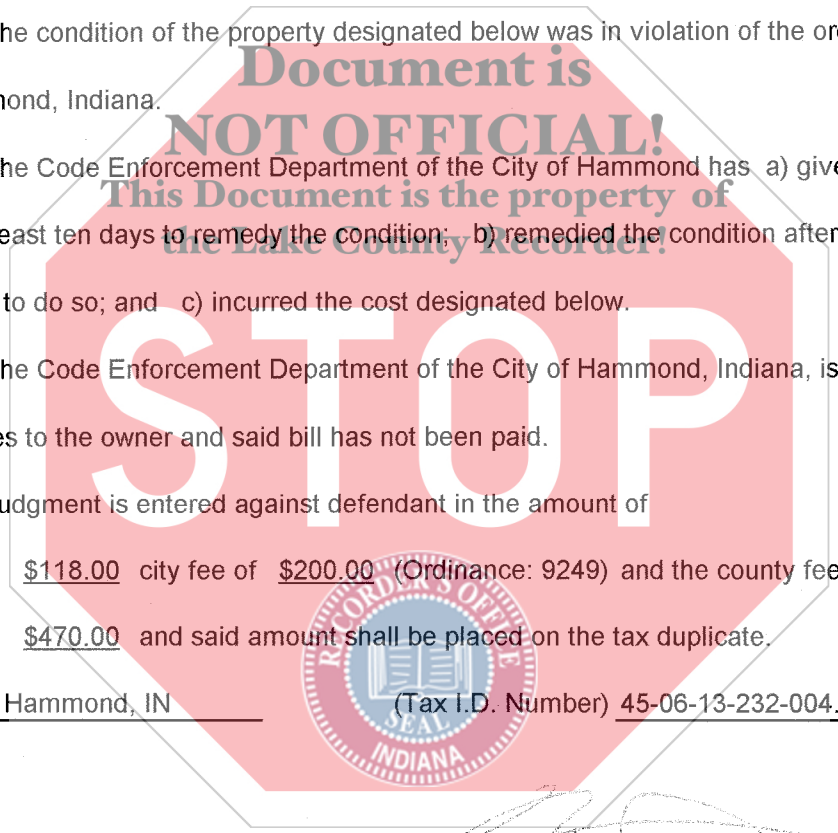 he condition of the property designated below was in violation of the or
Document is
ond, Indiana.
NOT OFFICIAL!
he Code Enforcement Department of the City of Hammond has a) giv
This Document is the property of
east ten days to remedy the condition; b) remedied the condition after
the Lake County Recorder!
to do so; and c) incurred the cost designated below.
STOP
he Code Enforcement Department of the City of Hammond, Indiana, is
es to the owner and said bill has not been paid.
udgment is entered against defendant in the amount of
$118.00 city fee of $200.00 (Ordinance: 9249) and the county fee
RECORDER'S OFFICE
$470.00 and said amount shall be placed on the tax duplicate.
Hammond, IN (Tax I.D. Number) 45-06-13-232-004.
SEAL
INDIANA